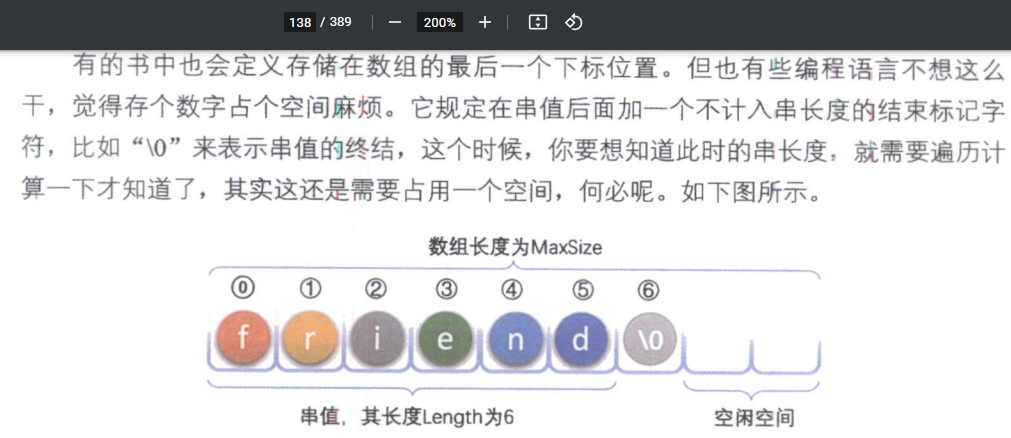 138 / 389 — 200% +
有的书中也会定义存储在数组的最后一个下标位置。但也有些编程语言不想这么
干，觉得存个数字占个空间麻烦。它规定在串值后面加一个不计入串长度的结束标记字
符，比如“\0”来表示串值的终结，这个时候，你要想知道此时的串长度，就需要遍历计
算一下才知道了，其实这还是需要占用一个空间，何必呢。如下图所示。
数组长度为MaxSize
⓪ ① ② ③ ④ ⑤ ⑥
f r i e n d \0
串值，其长度Length为6 空闲空间